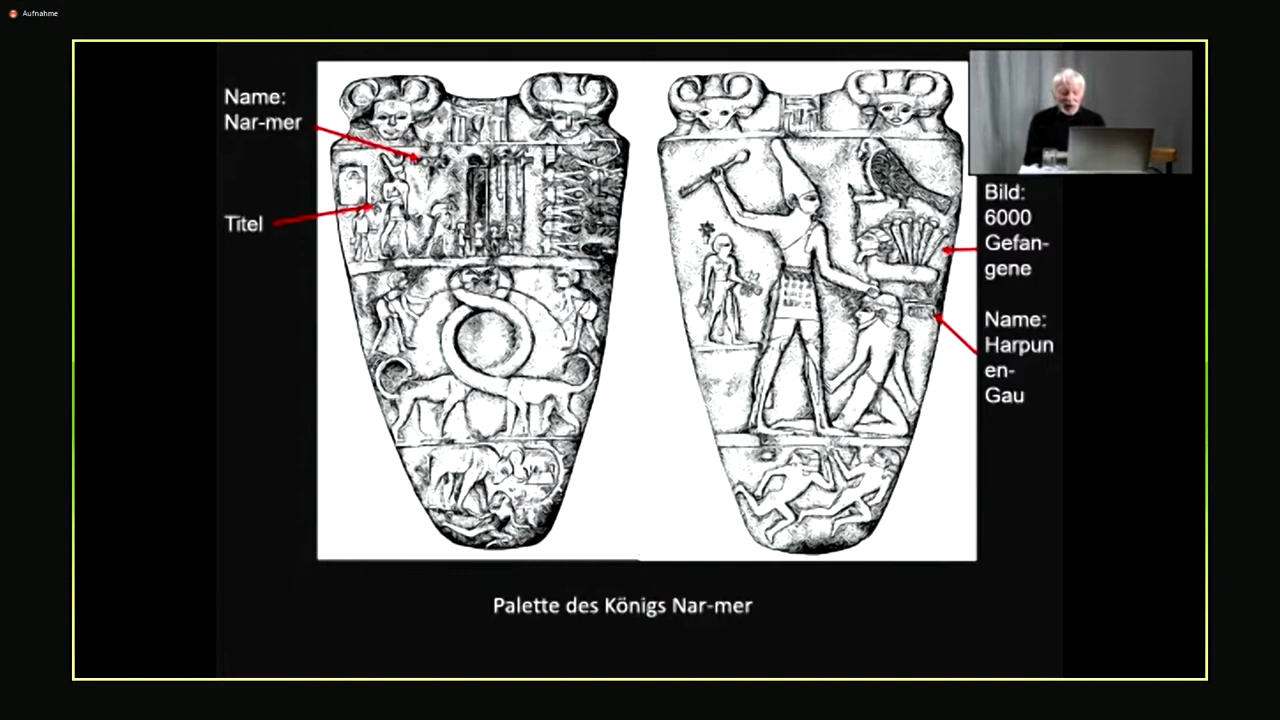 Aufnahme
Name:
Nar-mer
Titel
Bild:
6000
Gefan-
gene
Name:
Harpun
en-
Gau
Palette des Königs Nar-mer